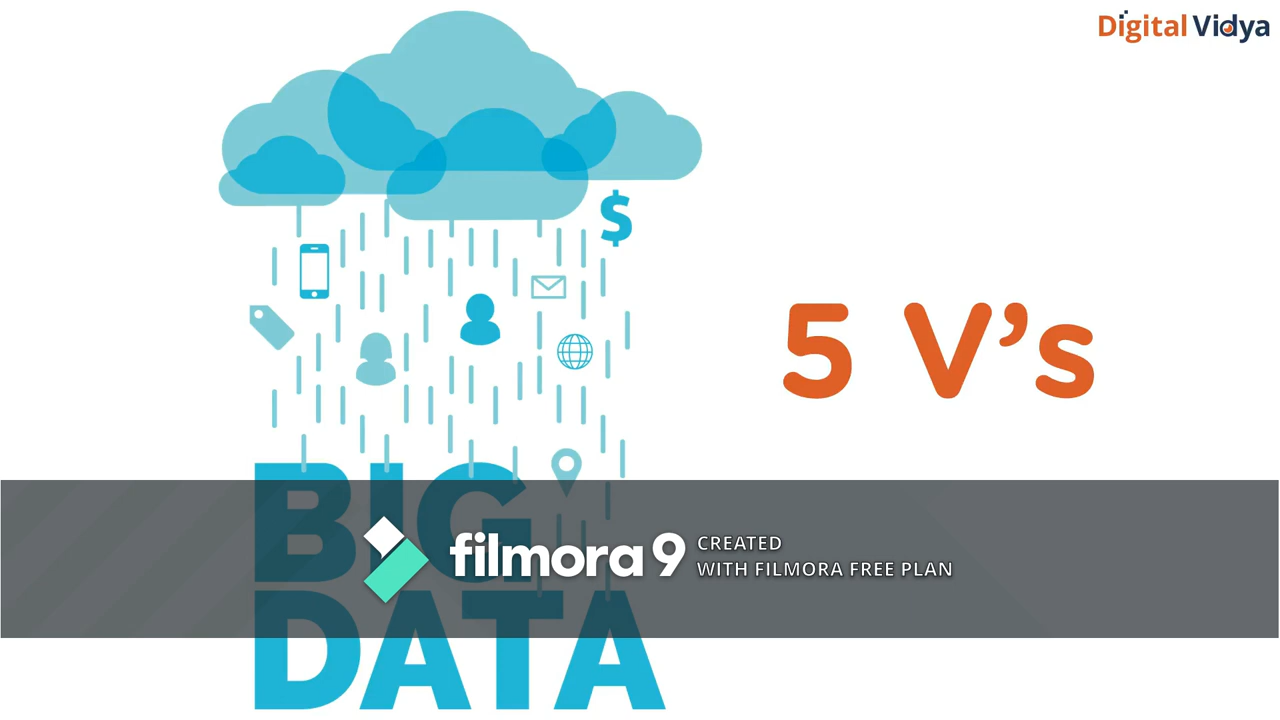 Digital Vidya
$
5 V’s
BIG
DATA
filmora 9
CREATED
WITH FILMORA FREE PLAN